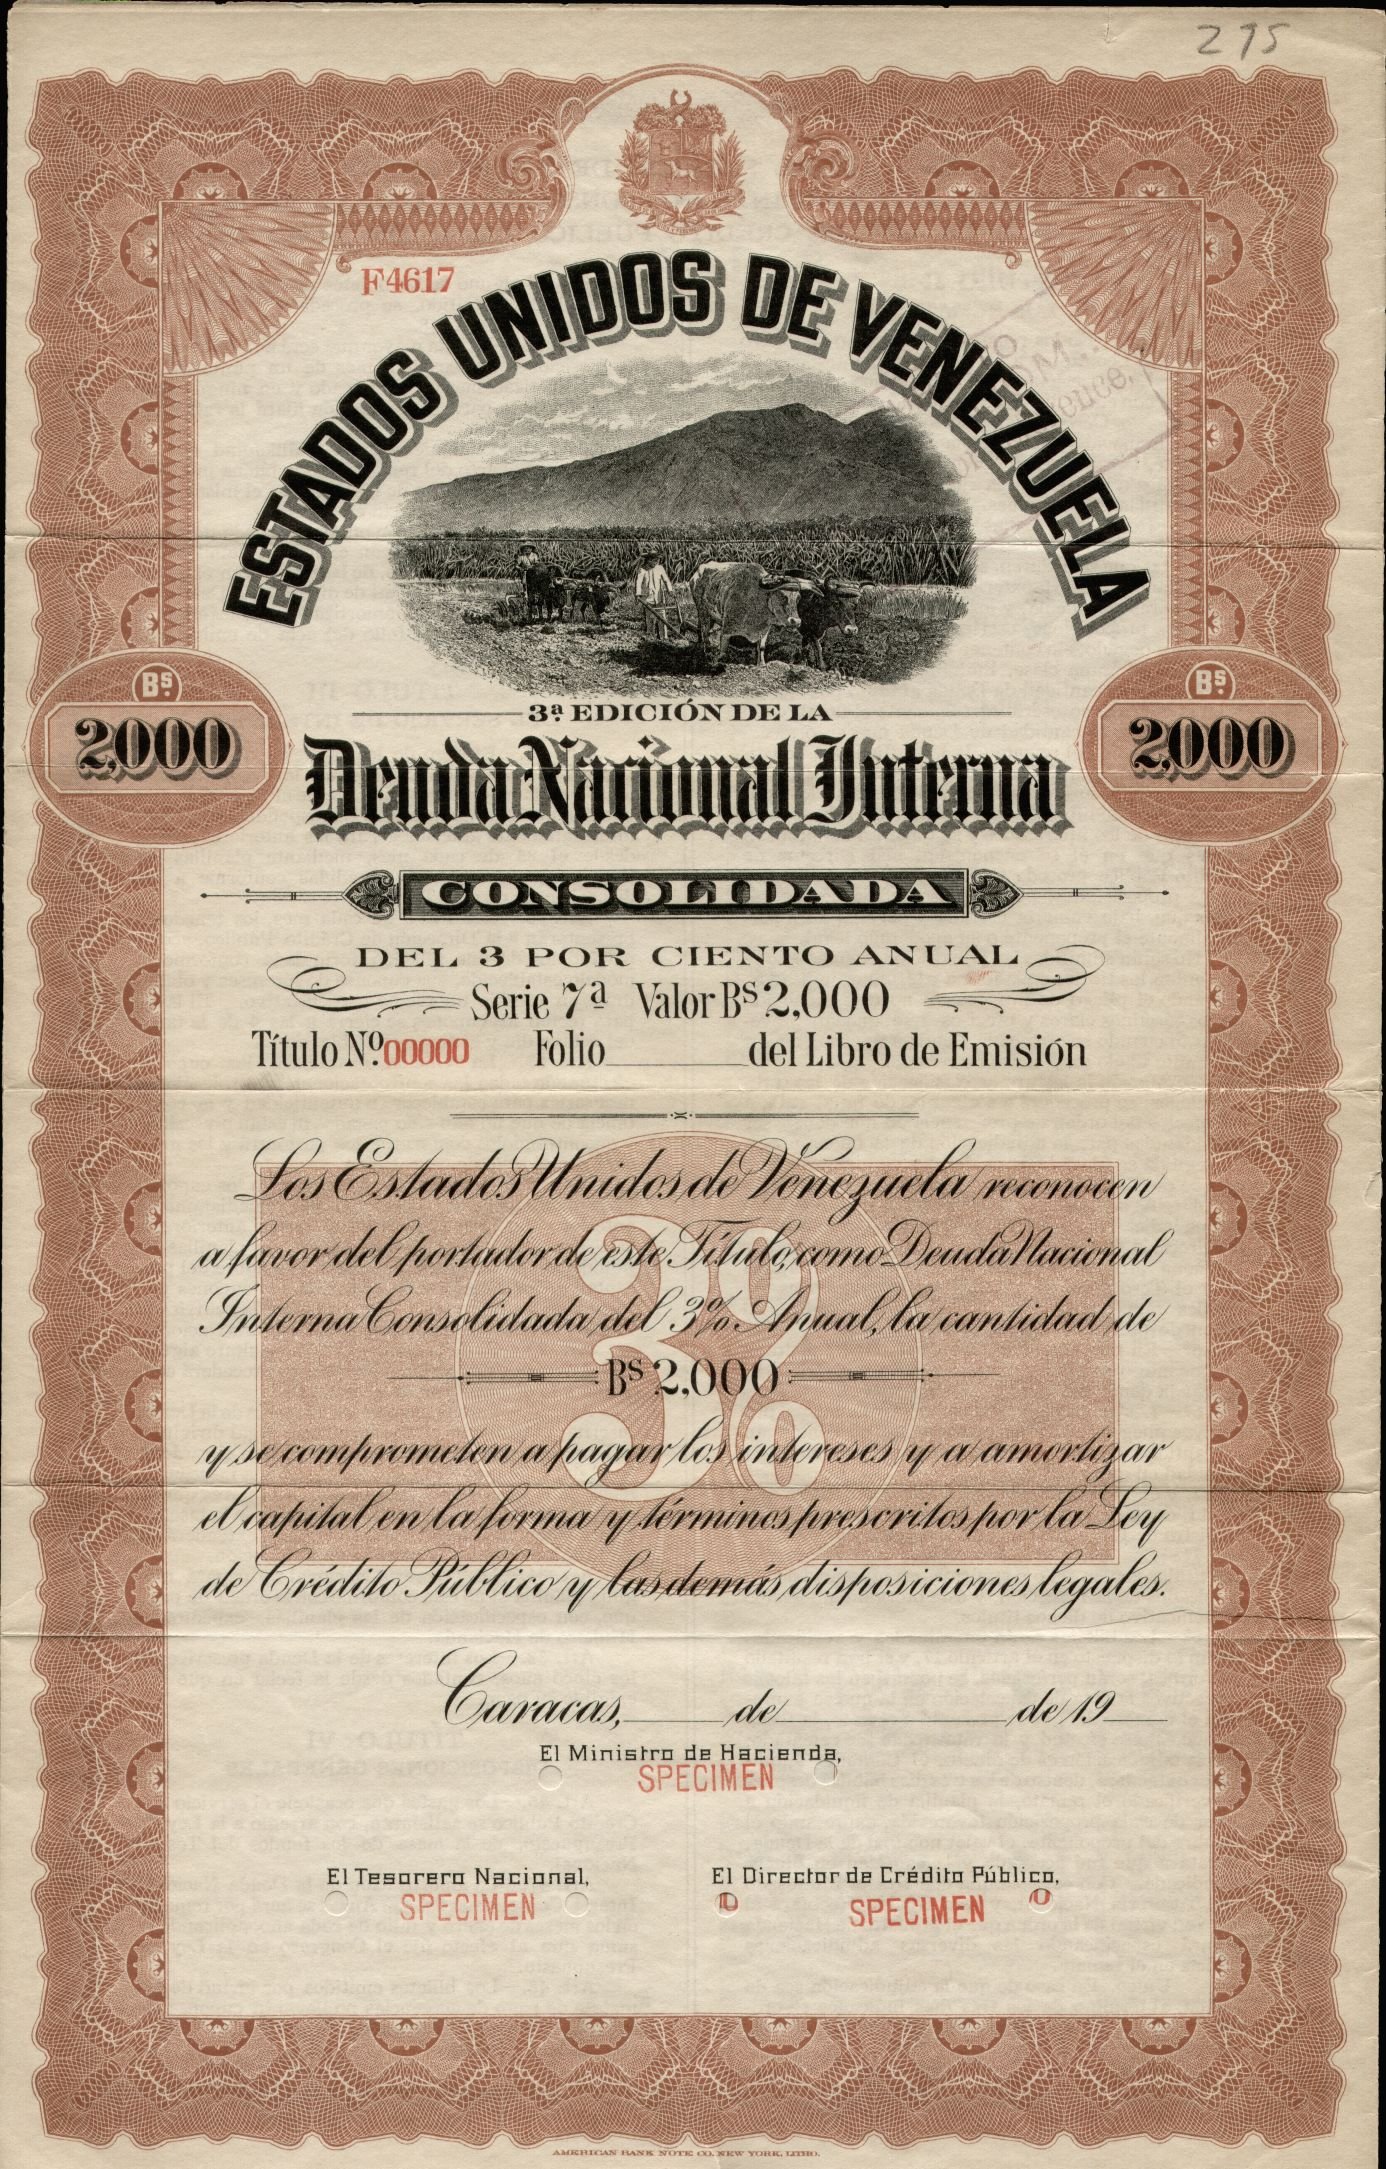 295
F4617
ESTADOS UNIDOS DE VENEZUELA
Bs.
2,000
Bs.
2,000
3ª EDICIÓN DE LA
Deuda Nacional Interna
CONSOLIDADA
DEL 3 POR CIENTO ANUAL
Serie 7ª Valor Bs 2,000
Título Nº 00000 Folio del Libro de Emisión
3%
Los Estados Unidos de Venezuela reconocen
a favor del portador de este Título, como Deuda Nacional
Interna Consolidada del 3% Anual, la cantidad de
Bs 2,000
y se comprometen a pagar los intereses y a amortizar
el capital en la forma y términos prescritos por la Ley
de Crédito Público y las demás disposiciones legales.
Caracas, de de 19
El Ministro de Hacienda,
SPECIMEN
El Tesorero Nacional, El Director de Crédito Público,
SPECIMEN SPECIMEN
AMERICAN BANK NOTE CO. NEW YORK, LITHO.